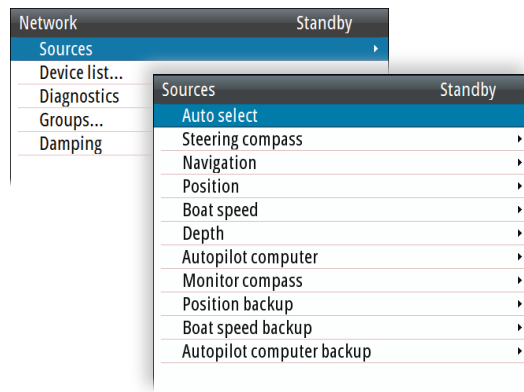 Network Standby
Sources
Device list...
Diagnostics
Groups...
Damping
Sources Standby
Auto select
Steering compass
Navigation
Position
Boat speed
Depth
Autopilot computer
Monitor compass
Position backup
Boat speed backup
Autopilot computer backup